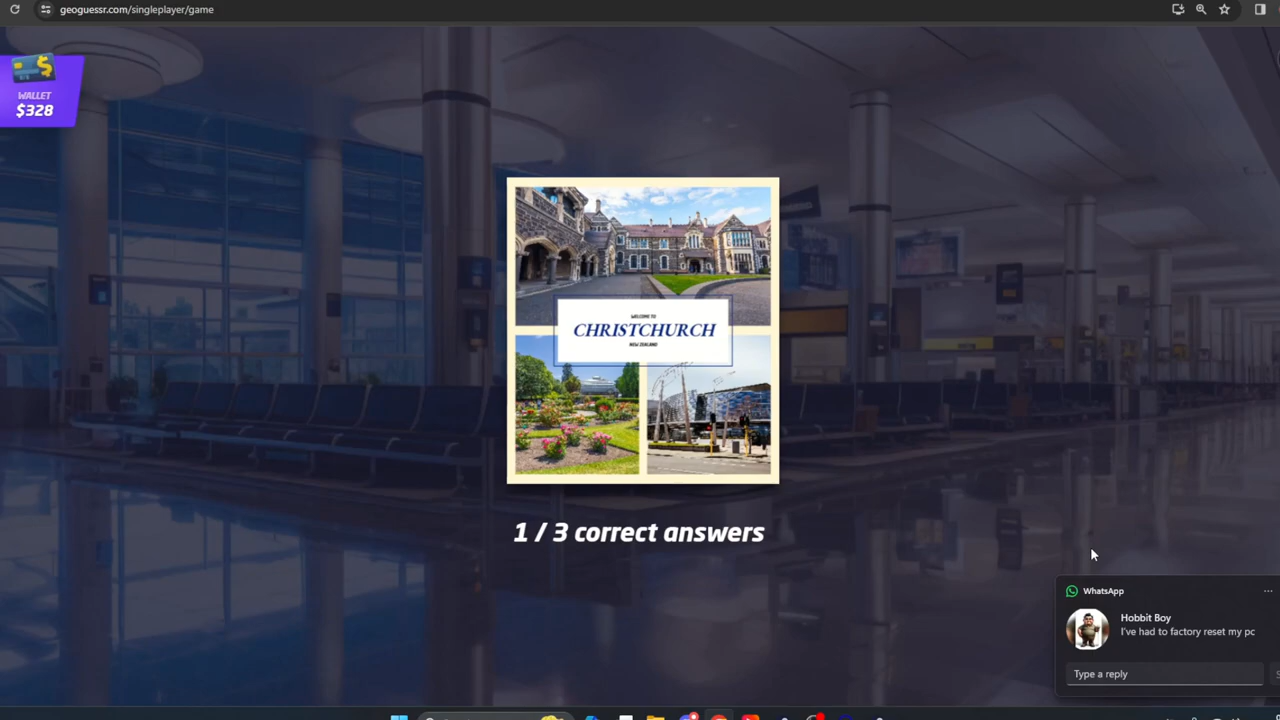 geoguessr.com/singleplayer/game
WALLET
$328
WELCOME TO
CHRISTCHURCH
NEW ZEALAND
1 / 3 correct answers
WhatsApp
Hobbit Boy
I've had to factory reset my pc
Type a reply